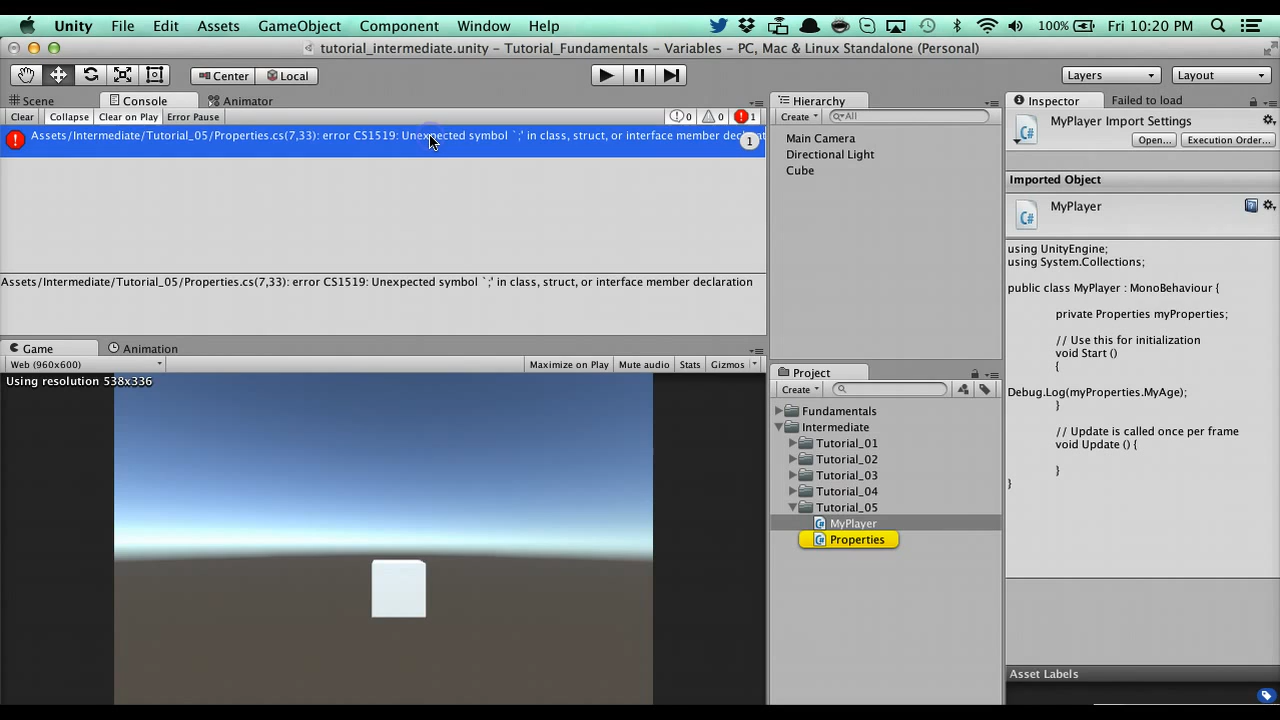 Unity File Edit Assets GameObject Component Window Help 100% Fri 10:20 PM
tutorial_intermediate.unity - Tutorial_Fundamentals - Variables - PC, Mac & Linux Standalone (Personal)
Center Local Layers Layout
Scene Console Animator
Clear Collapse Clear on Play Error Pause 0 0 1
Assets/Intermediate/Tutorial_05/Properties.cs(7,33): error CS1519: Unexpected symbol `;' in class, struct, or interface member declarat
1
Assets/Intermediate/Tutorial_05/Properties.cs(7,33): error CS1519: Unexpected symbol `;' in class, struct, or interface member declaration
Game Animation
Web (960x600) Maximize on Play Mute audio Stats Gizmos
Using resolution 538x336
Hierarchy
Create All
Main Camera
Directional Light
Cube
Project
Create
Fundamentals
Intermediate
Tutorial_01
Tutorial_02
Tutorial_03
Tutorial_04
Tutorial_05
C# MyPlayer
C# Properties
Inspector Failed to load
C# MyPlayer Import Settings
Open... Execution Order...
Imported Object
C# MyPlayer
using UnityEngine;
using System.Collections;
public class MyPlayer : MonoBehaviour {
private Properties myProperties;
// Use this for initialization
void Start ()
{
Debug.Log(myProperties.MyAge);
}
// Update is called once per frame
void Update () {
}
}
Asset Labels